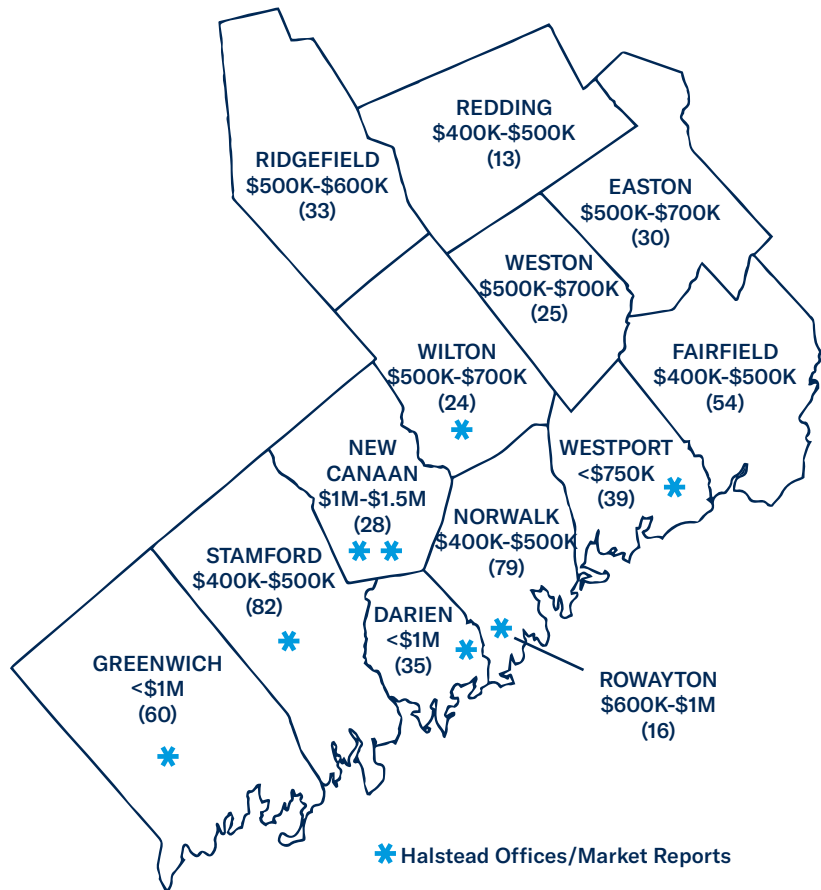 REDDING
$400K-$500K
(13)
RIDGEFIELD
$500K-$600K
(33)
EASTON
$500K-$700K
(30)
WESTON
$500K-$700K
(25)
WILTON
$500K-$700K
(24)
FAIRFIELD
$400K-$500K
(54)
NEW
CANAAN
$1M-$1.5M
(28)
WESTPORT
<$750K
(39)
NORWALK
$400K-$500K
(79)
STAMFORD
$400K-$500K
(82)
DARIEN
<$1M
(35)
GREENWICH
<$1M
(60)
ROWAYTON
$600K-$1M
(16)
Halstead Offices/Market Reports